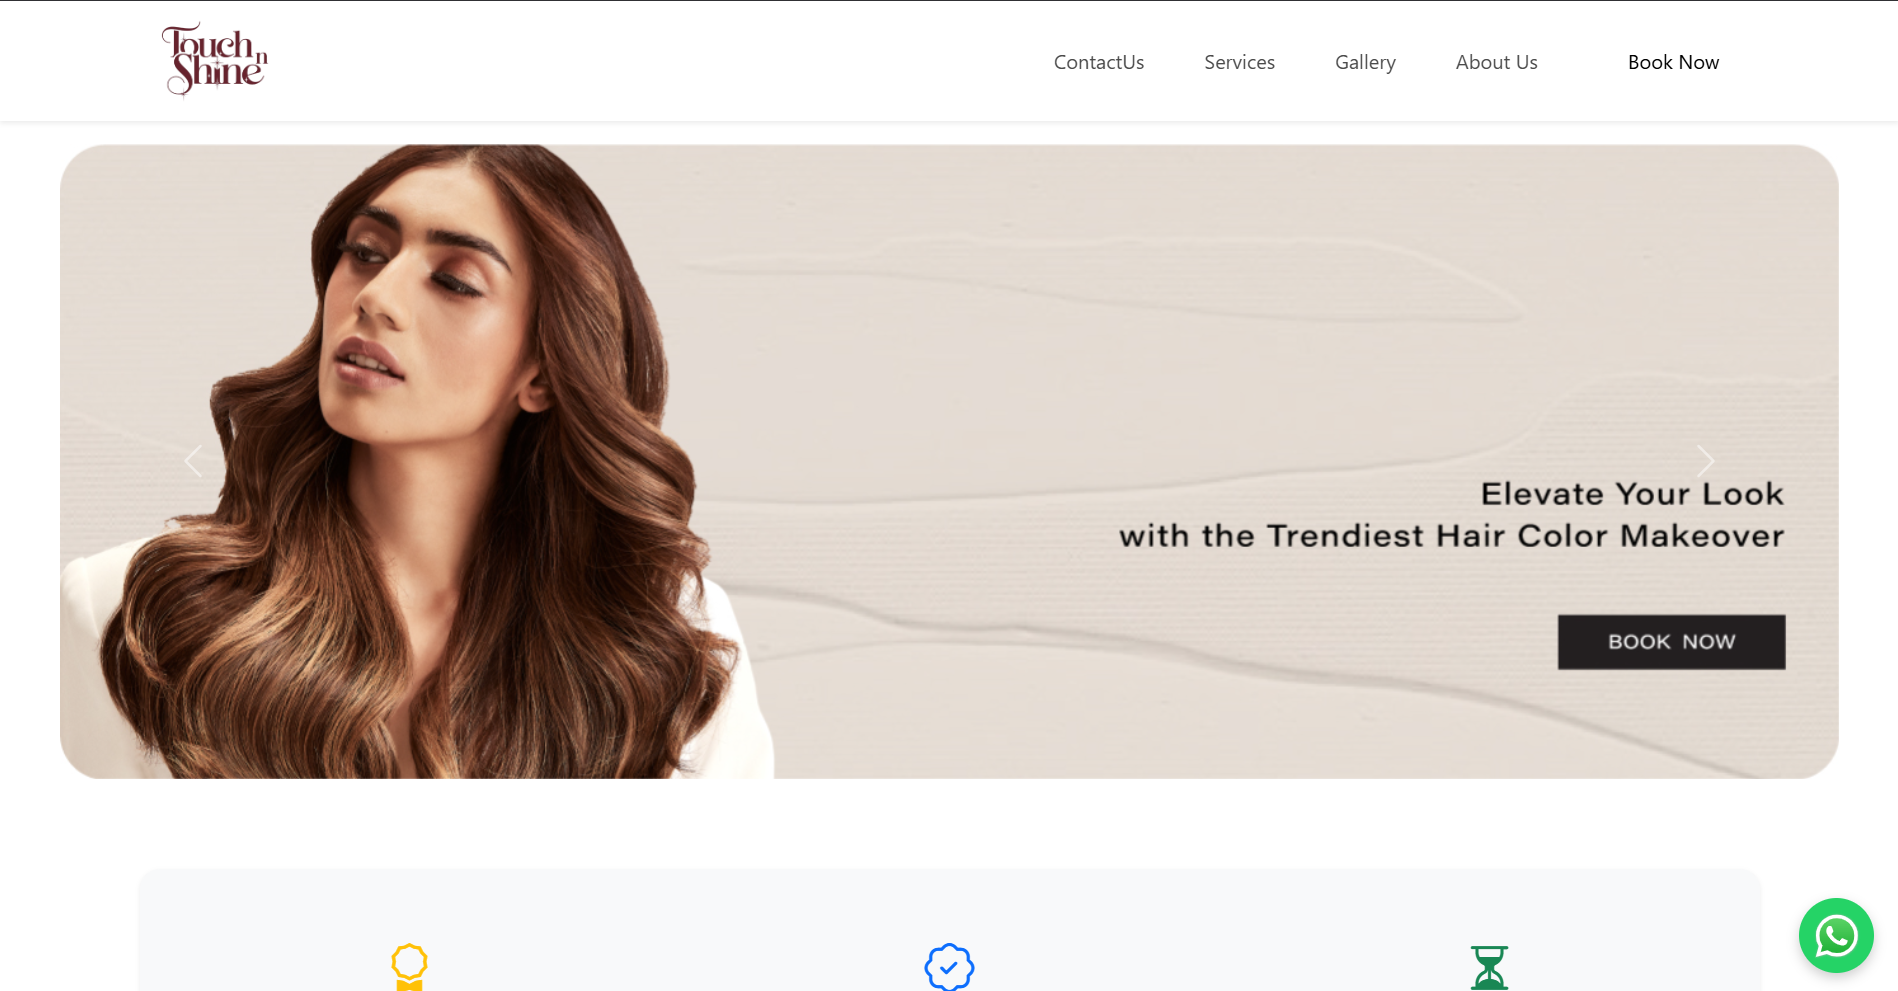 Touch n
Shine
ContactUs
Services
Gallery
About Us
Book Now
Elevate Your Look
with the Trendiest Hair Color Makeover
BOOK NOW